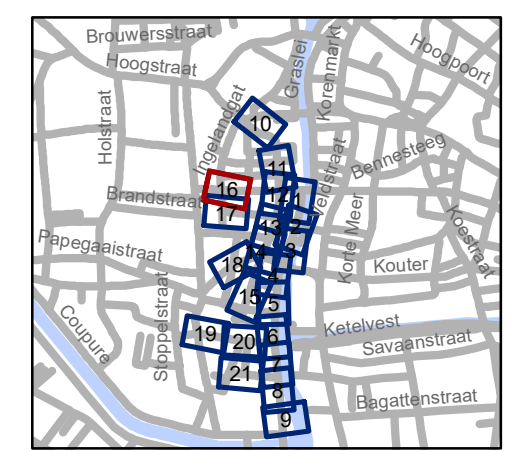 Brouwersstraat
Hoogstraat
Graslei
Korenmarkt
Hoogpoort
Holstraat
Ingelandgat
10
Bennesteeg
11
Veldstraat
16
12
1
Brandstraat
17
13
2
Korte Meer
Koestraat
Papegaaistraat
14
3
18
4
Kouter
15
5
Coupure
Stoppelstraat
19
20
6
Ketelvest
Savaanstraat
21
7
8
Bagattenstraat
9